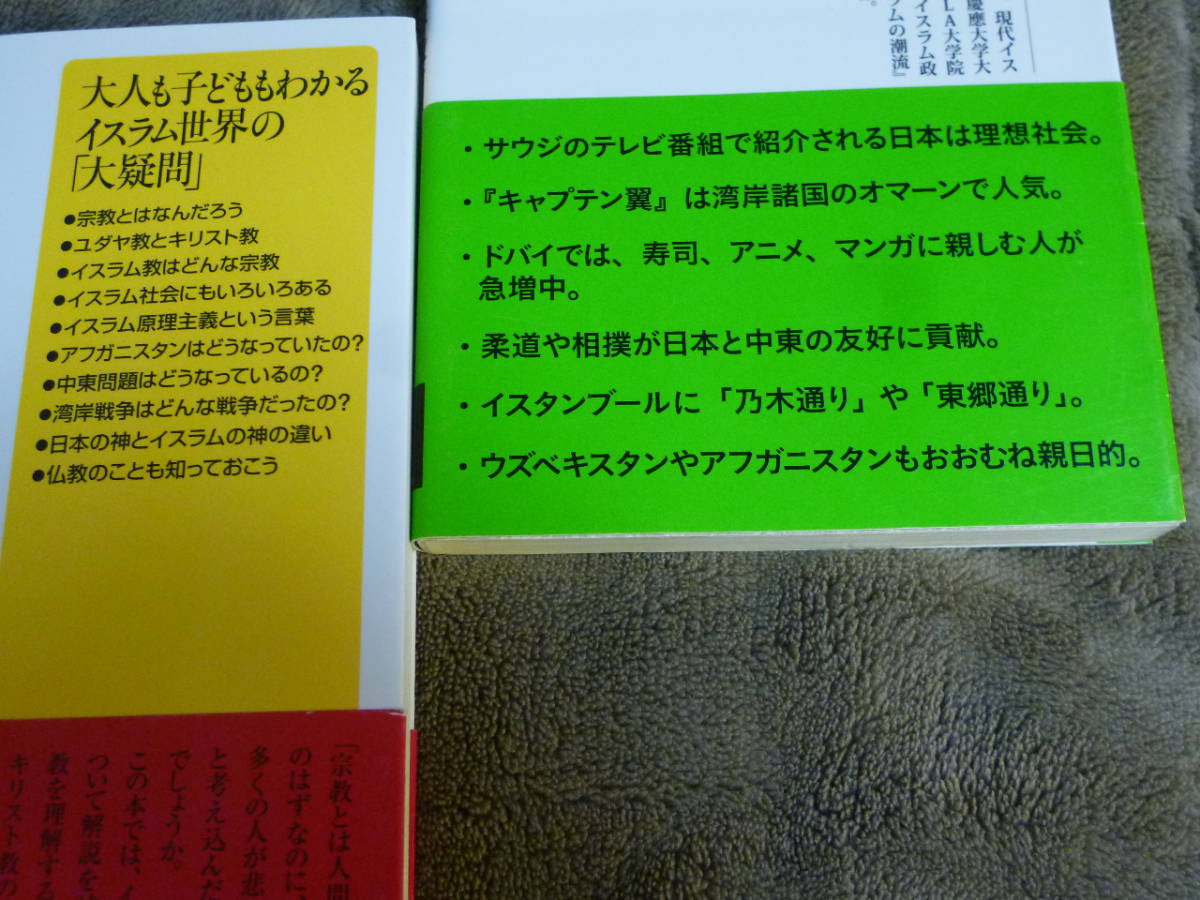 大人も子どももわかる
イスラム世界の
「大疑問」
●宗教とはなんだろう
●ユダヤ教とキリスト教
●イスラム教はどんな宗教
●イスラム社会にもいろいろある
●イスラム原理主義という言葉
●アフガニスタンはどうなっていたの?
●中東問題はどうなっているの?
●湾岸戦争はどんな戦争だったの?
●日本の神とイスラムの神の違い
●仏教のことも知っておこう
「宗教とは人間
のはずなのに、
多くの人が悲
と考え込んだ
でしょうか。
この本では、イ
ついて解説を
教を理解する
キリスト教の
現代イス
慶應大学大
LA大学院
イスラム政
ラムの潮流』
。
・サウジのテレビ番組で紹介される日本は理想社会。
・『キャプテン翼』は湾岸諸国のオマーンで人気。
・ドバイでは、寿司、アニメ、マンガに親しむ人が
急増中。
・柔道や相撲が日本と中東の友好に貢献。
・イスタンブールに「乃木通り」や「東郷通り」。
・ウズベキスタンやアフガニスタンもおおむね親日的。